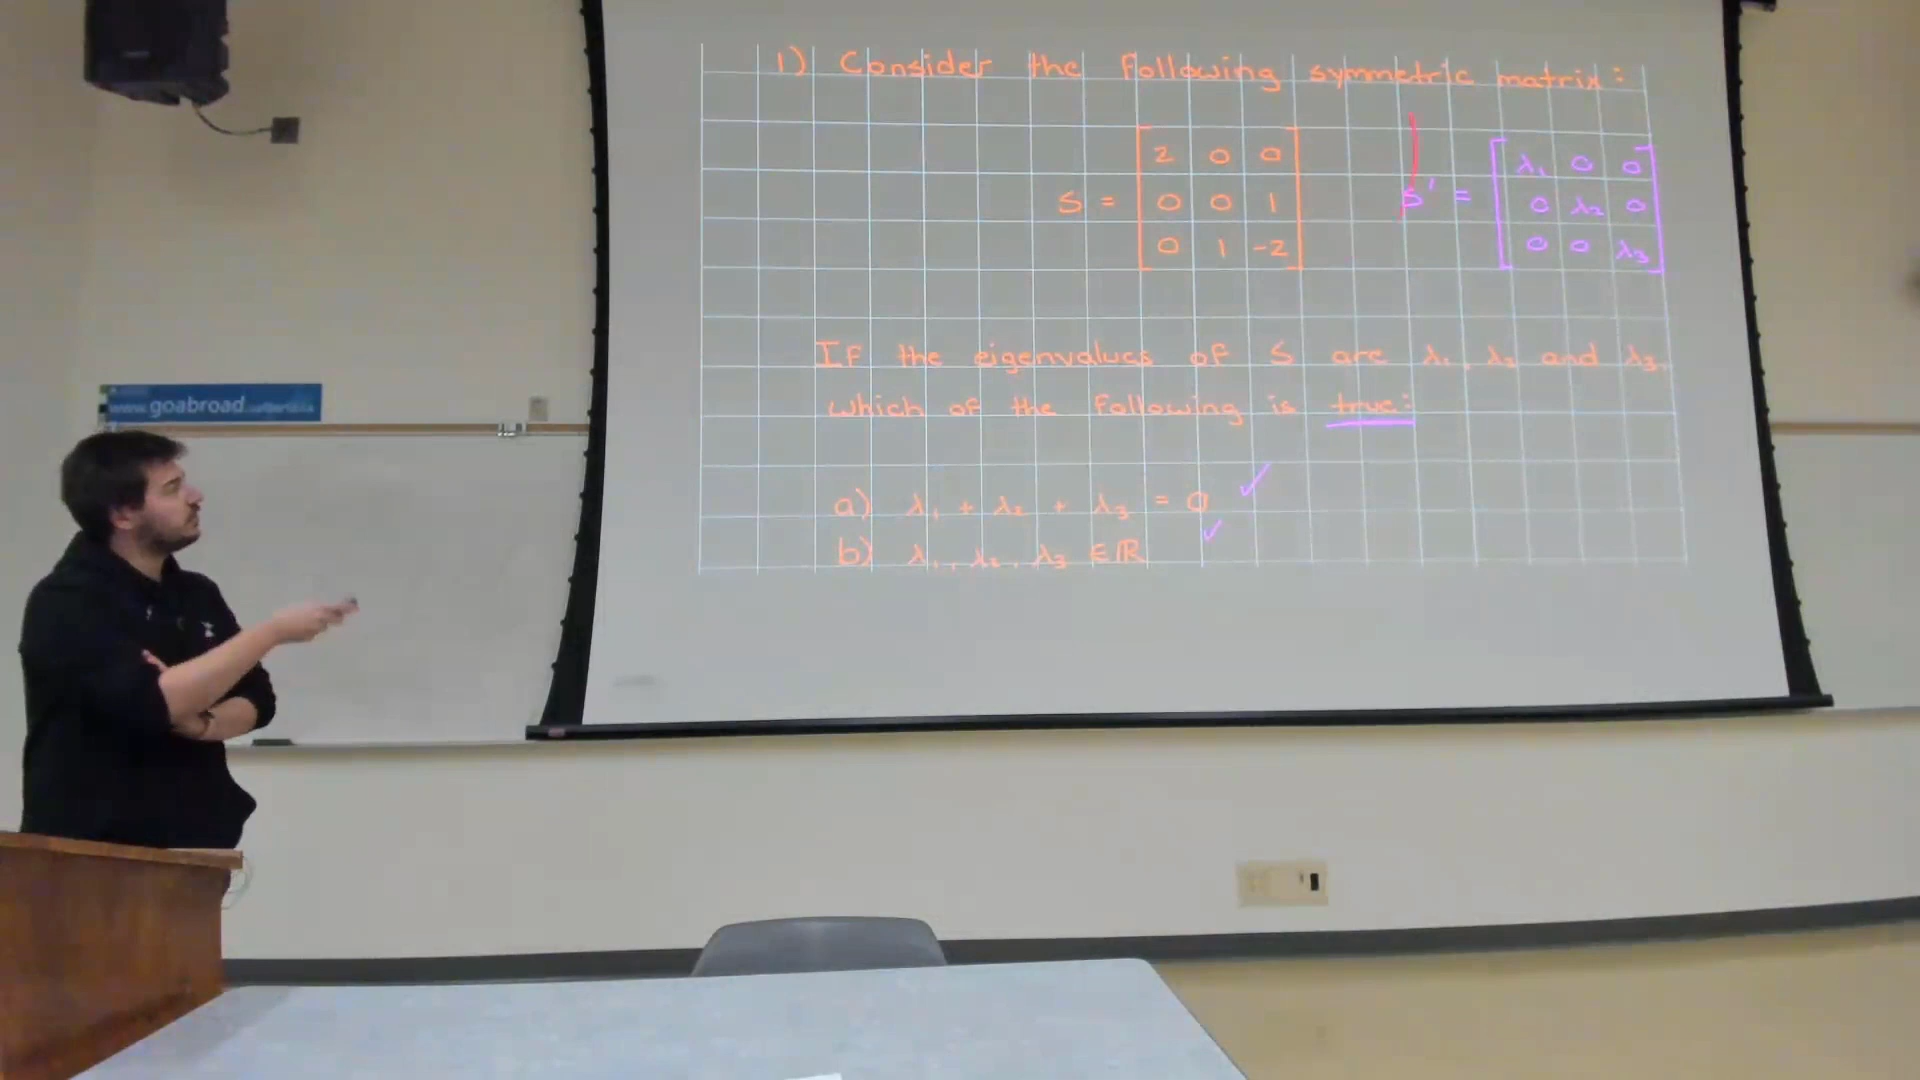 1) Consider the following symmetric matrix:
S = [2 0 0
0 0 1
0 1 -2]
S' = [λ₁ 0 0
0 λ₂ 0
0 0 λ₃]
If the eigenvalues of S are λ₁, λ₂ and λ₃,
which of the following is true:
a) λ₁ + λ₂ + λ₃ = 0 ✓
b) λ₁, λ₂, λ₃ ∈ ℝ ✓
www.goabroad